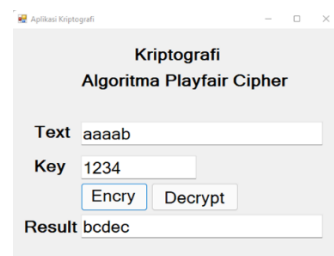 Aplikasi Kriptografi
Kriptografi
Algoritma Playfair Cipher
Text aaaab
Key 1234
Encry Decrypt
Result bcdec